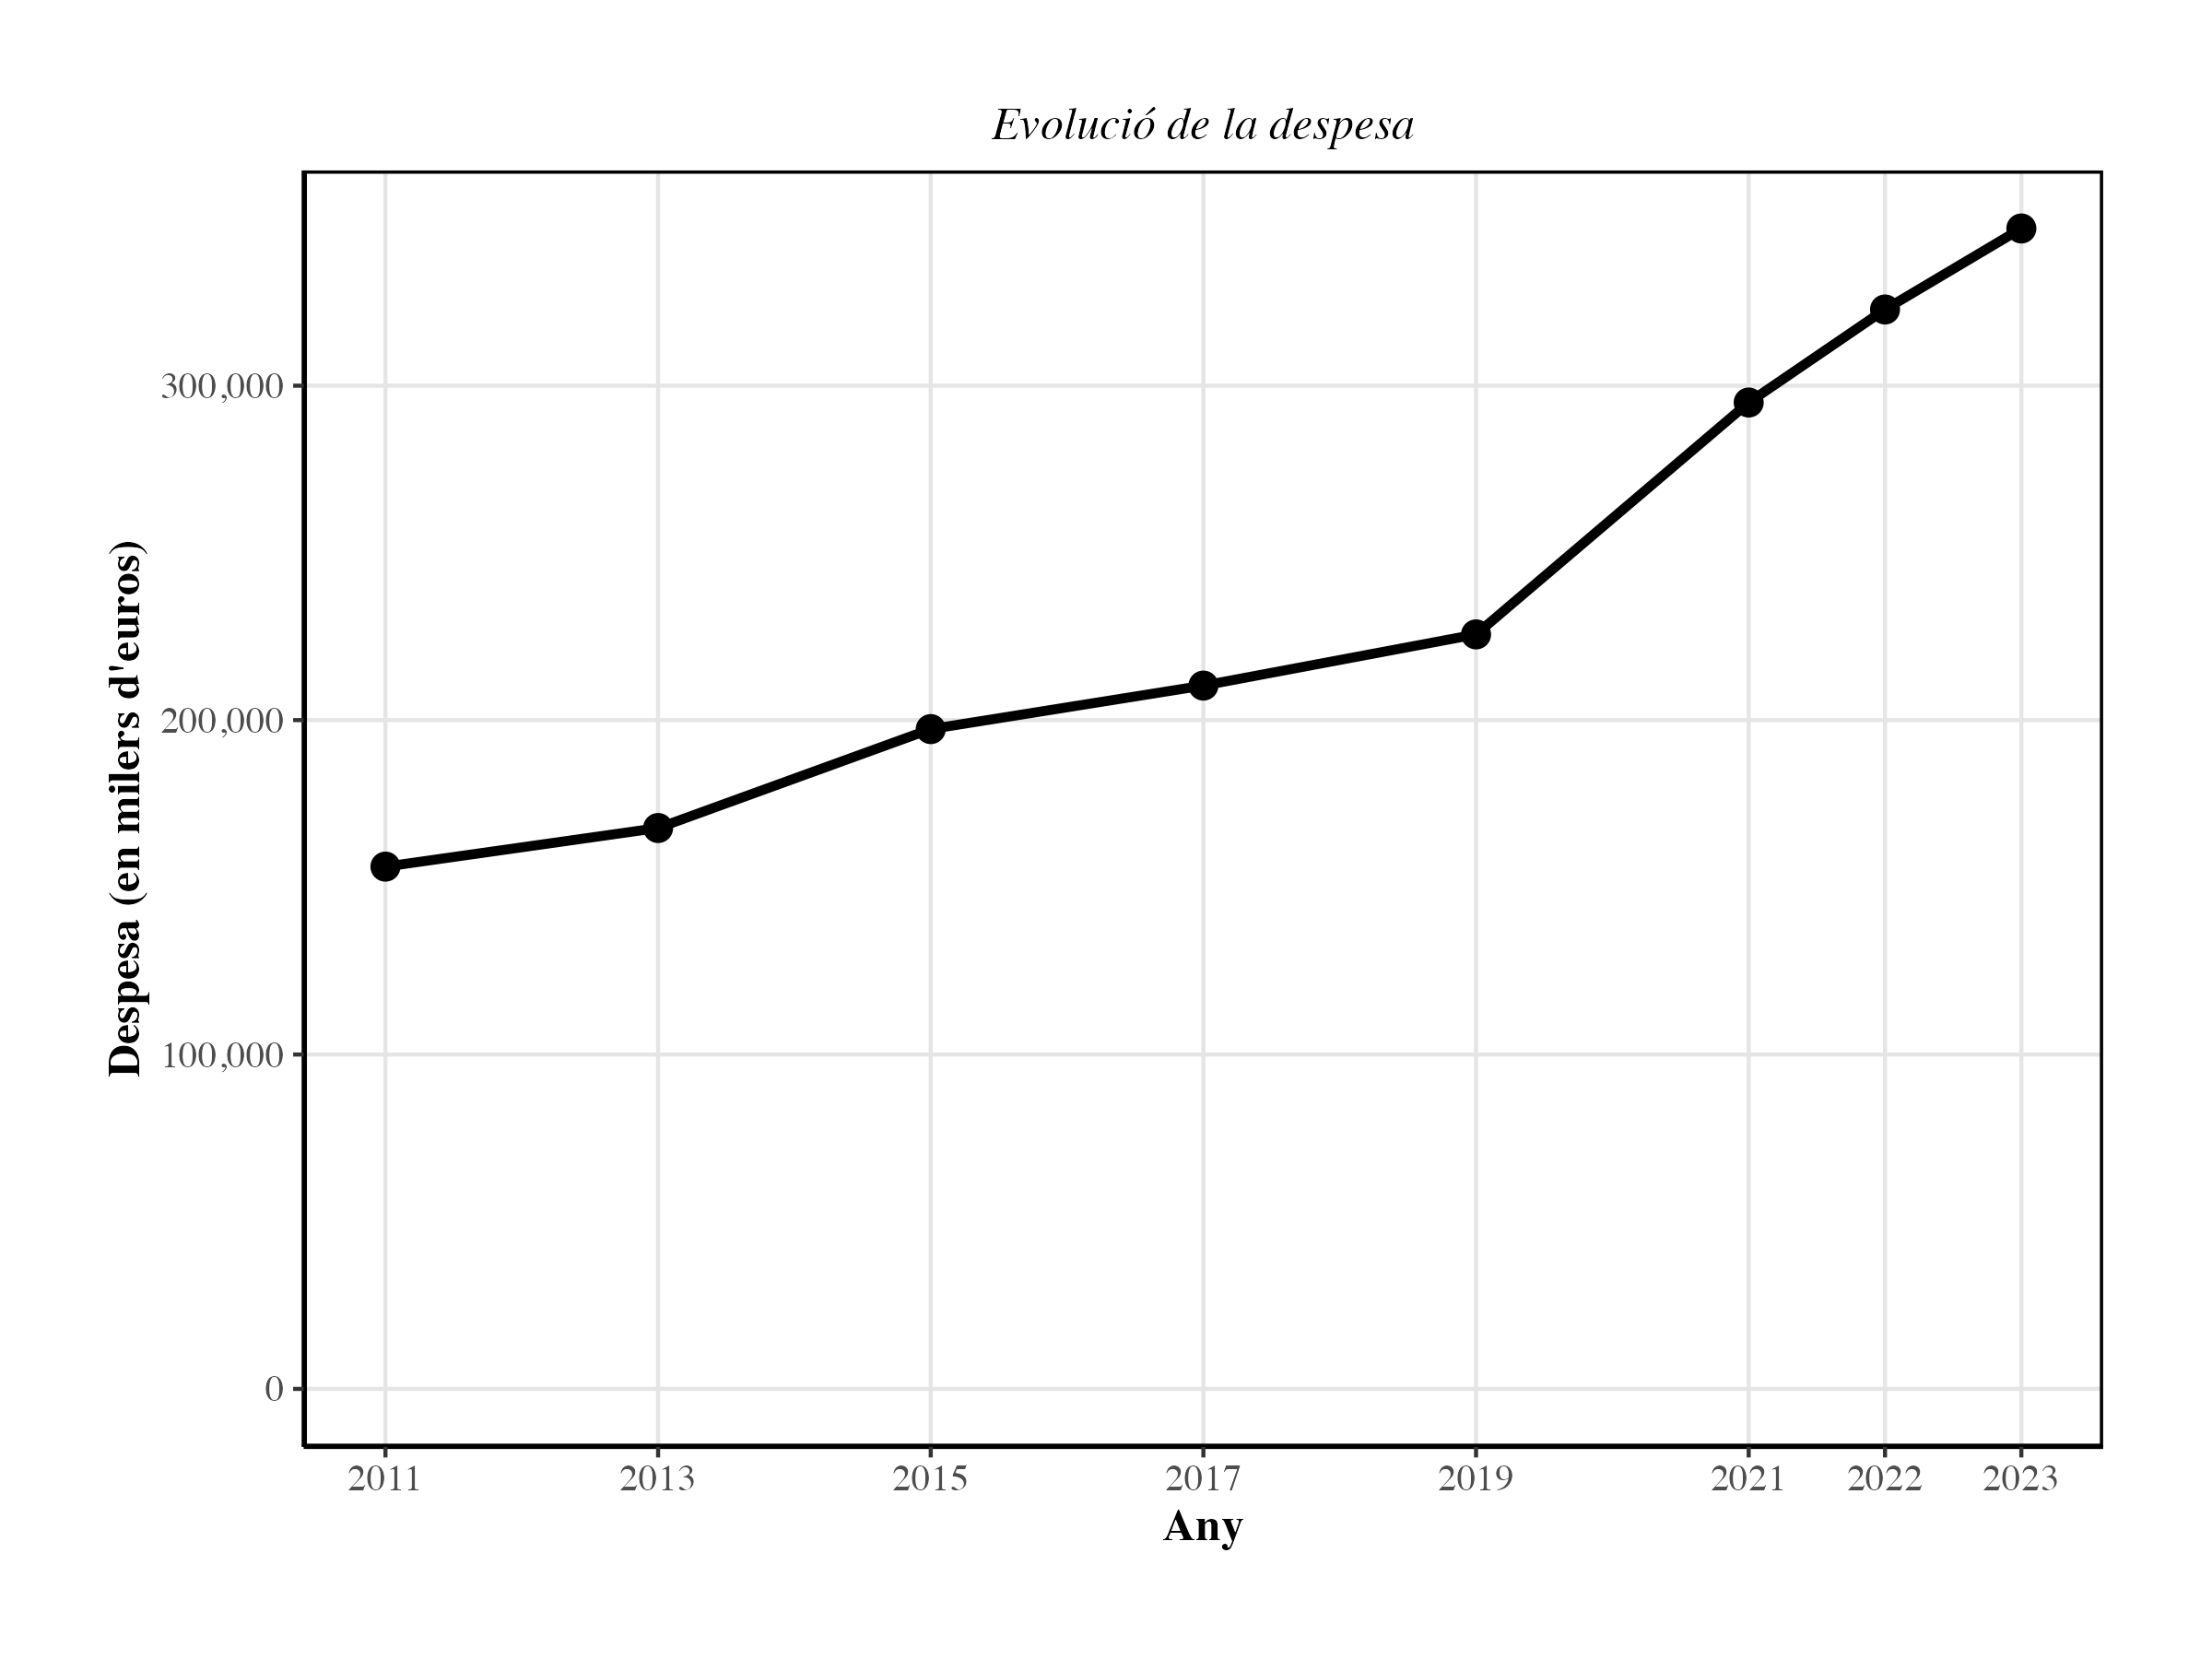 Evolució de la despesa
Despesa (en milers d'euros)
300,000
200,000
100,000
0
2011 2013 2015 2017 2019 2021 2022 2023
Any